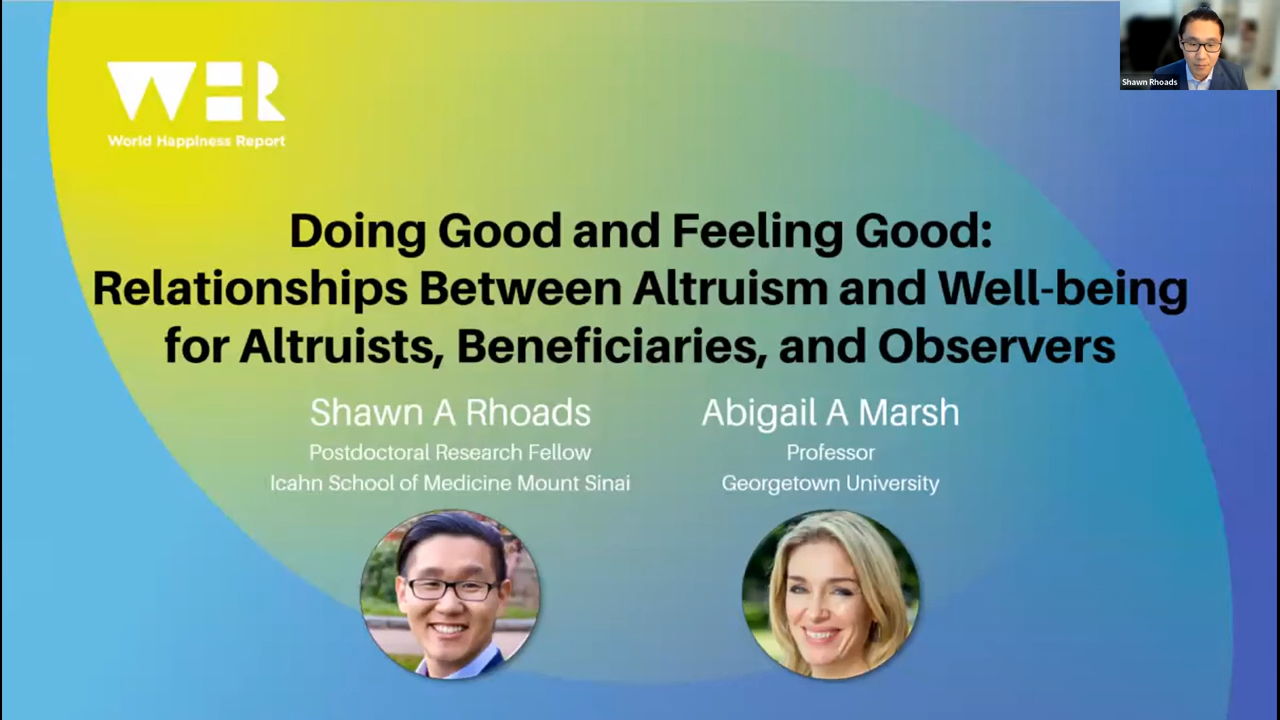 WHR
World Happiness Report
Shawn Rhoads
Doing Good and Feeling Good:
Relationships Between Altruism and Well-being
for Altruists, Beneficiaries, and Observers
Shawn A Rhoads
Postdoctoral Research Fellow
Icahn School of Medicine Mount Sinai
Abigail A Marsh
Professor
Georgetown University